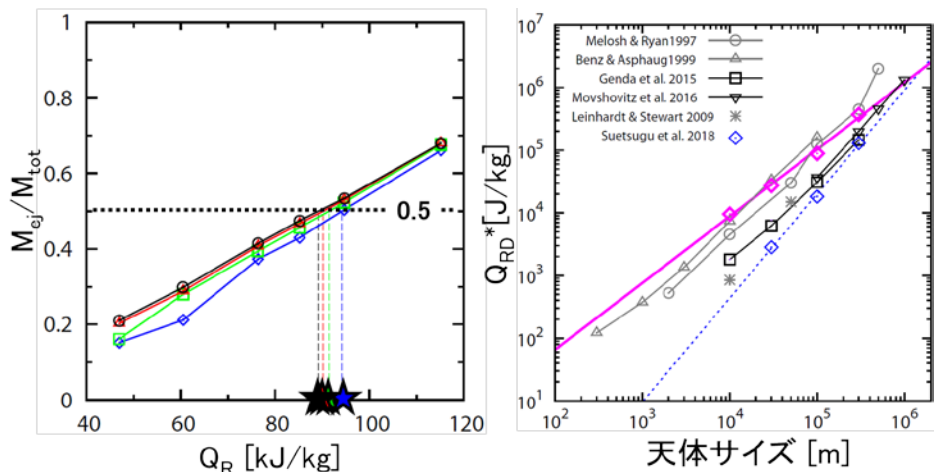 M_ej/M_tot
1
0.8
0.6
0.4
0.2
0
0.5
40
60
80
100
120
Q_R [kJ/kg]
Q_RD*[J/kg]
10^7
10^6
10^5
10^4
10^3
10^2
10^1
Melosh & Ryan1997
Benz & Asphaug1999
Genda et al. 2015
Movshovitz et al. 2016
Leinhardt & Stewart 2009
Suetsugu et al. 2018
10^2
10^3
10^4
10^5
10^6
天体サイズ [m]